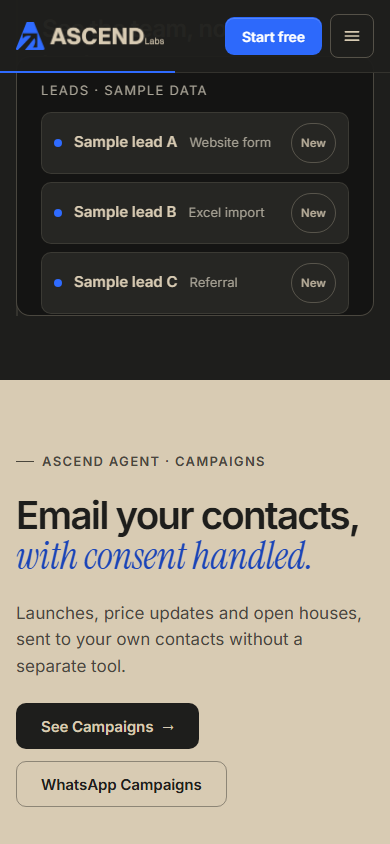 ASCEND Labs
Start free
LEADS · SAMPLE DATA
Sample lead A Website form New
Sample lead B Excel import New
Sample lead C Referral New
— ASCEND AGENT · CAMPAIGNS
Email your contacts,
with consent handled.
Launches, price updates and open houses,
sent to your own contacts without a
separate tool.
See Campaigns →
WhatsApp Campaigns